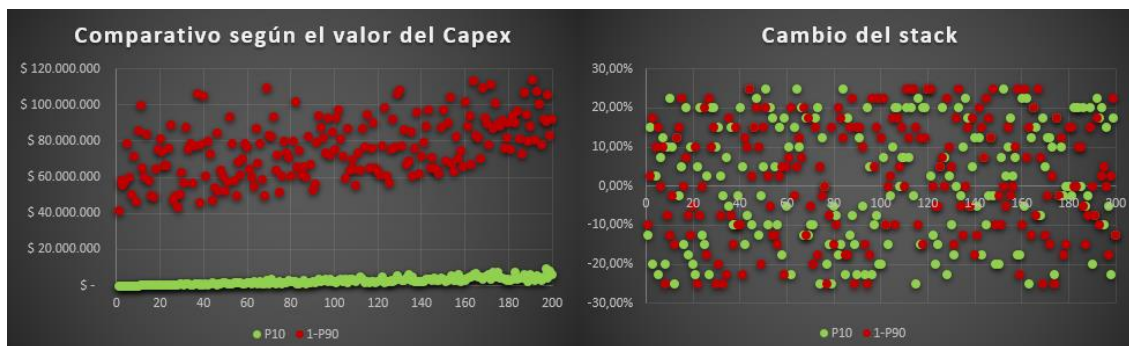 Comparativo según el valor del Capex
$ 120.000.000
$ 100.000.000
$ 80.000.000
$ 60.000.000
$ 40.000.000
$ 20.000.000
$ -
0 20 40 60 80 100 120 140 160 180 200
P10 1-P90
Cambio del stack
30,00%
20,00%
10,00%
0,00%
-10,00%
-20,00%
-30,00%
0 20 40 60 80 100 120 140 160 180 200
P10 1-P90